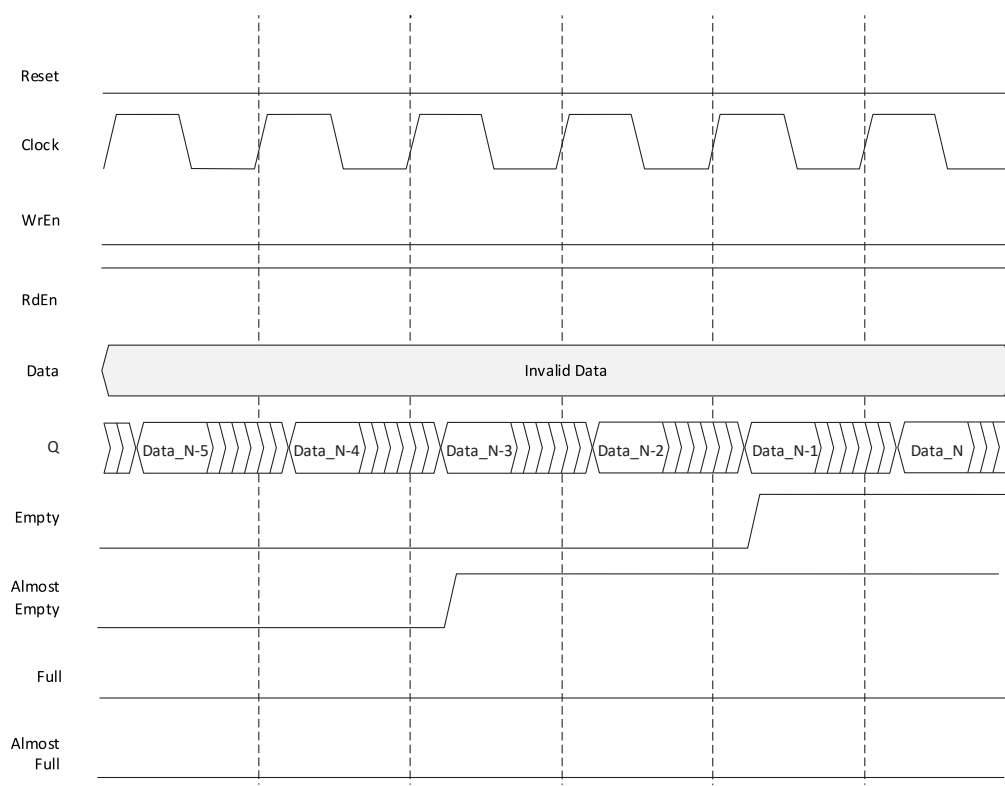 Reset
Clock
WrEn
RdEn
Data
Invalid Data
Q
Data_N-5
Data_N-4
Data_N-3
Data_N-2
Data_N-1
Data_N
Empty
Almost
Empty
Full
Almost
Full